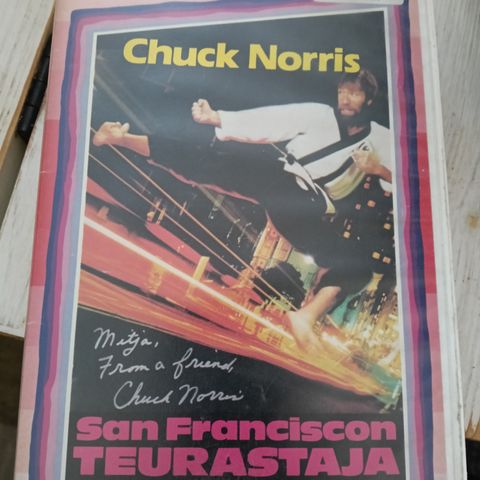 Chuck Norris
Mitja,
From a friend,
Chuck Norris
San Franciscon
TEURASTAJA